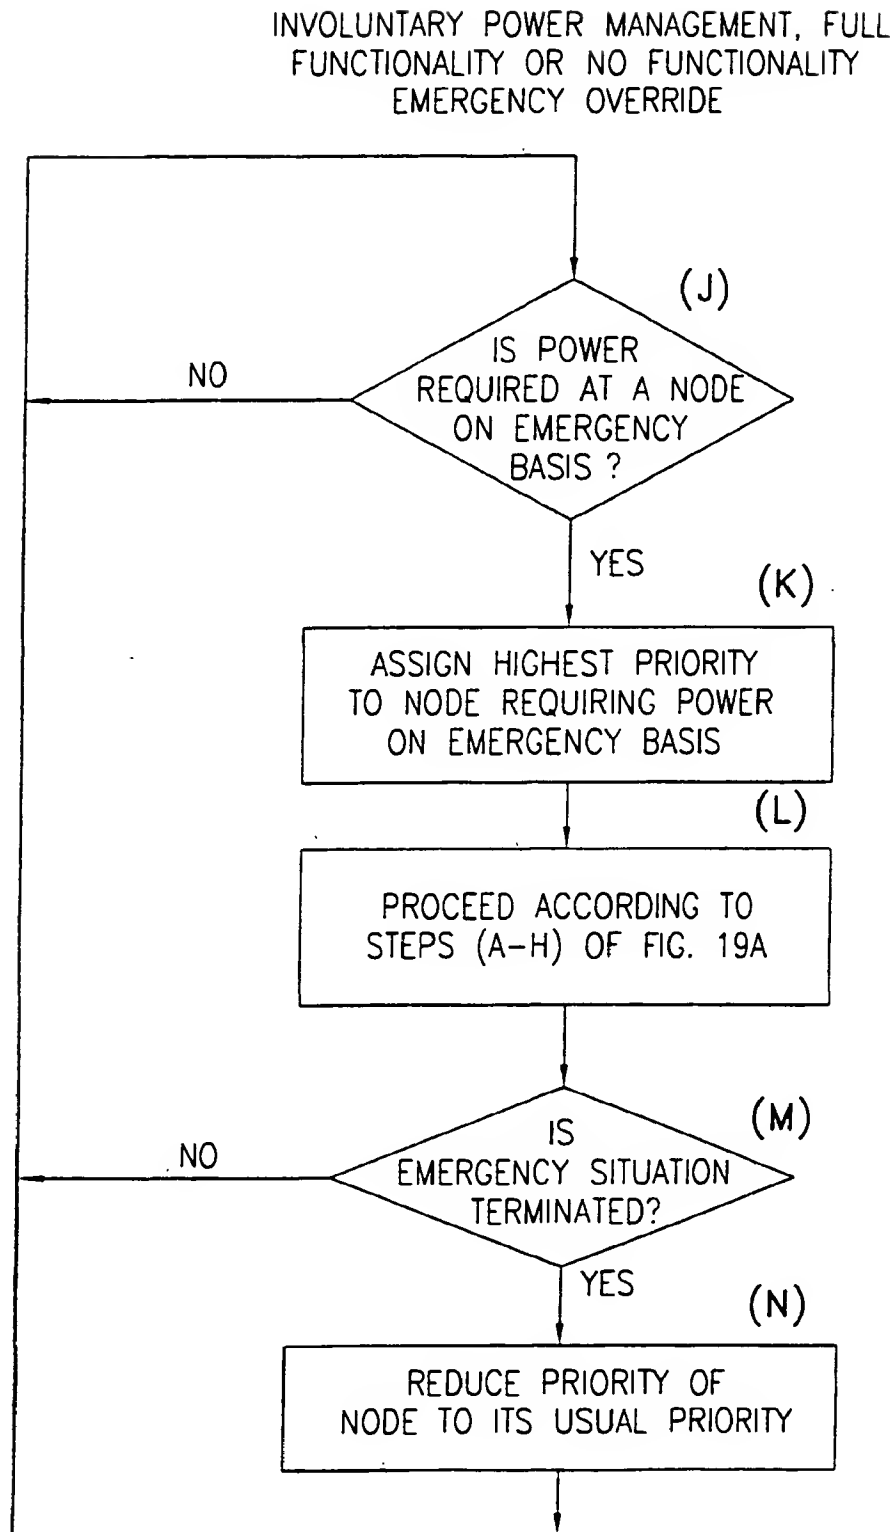 INVOLUNTARY POWER MANAGEMENT, FULL
FUNCTIONALITY OR NO FUNCTIONALITY
EMERGENCY OVERRIDE
(J)
IS POWER
REQUIRED AT A NODE
ON EMERGENCY
BASIS ?
NO
YES
(K)
ASSIGN HIGHEST PRIORITY
TO NODE REQUIRING POWER
ON EMERGENCY BASIS
(L)
PROCEED ACCORDING TO
STEPS (A-H) OF FIG. 19A
(M)
IS
EMERGENCY SITUATION
TERMINATED?
NO
YES
(N)
REDUCE PRIORITY OF
NODE TO ITS USUAL PRIORITY